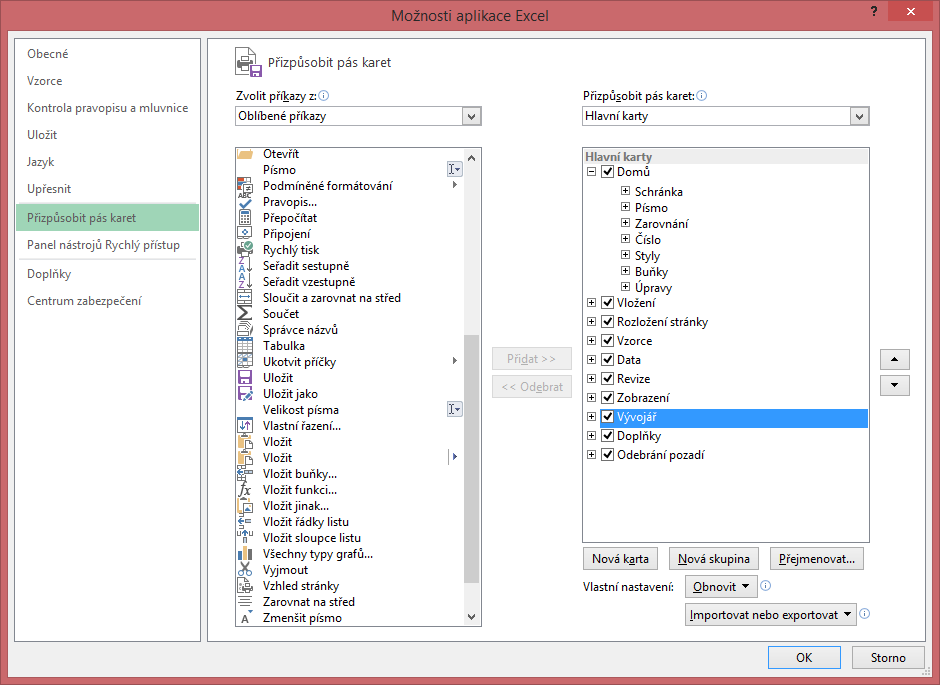 Možnosti aplikace Excel
?
Obecné
Vzorce
Kontrola pravopisu a mluvnice
Uložit
Jazyk
Upřesnit
Přizpůsobit pás karet
Panel nástrojů Rychlý přístup
Doplňky
Centrum zabezpečení
Přizpůsobit pás karet
Zvolit příkazy z:
Oblíbené příkazy
Otevřít
Písmo
Podmíněné formátování
Pravopis...
Přepočítat
Připojení
Rychlý tisk
Seřadit sestupně
Seřadit vzestupně
Sloučit a zarovnat na střed
Součet
Správce názvů
Tabulka
Ukotvit příčky
Uložit
Uložit jako
Velikost písma
Vlastní řazení...
Vložit
Vložit
Vložit buňky...
Vložit funkci...
Vložit jinak...
Vložit řádky listu
Vložit sloupce listu
Všechny typy grafů...
Vyjmout
Vzhled stránky
Zarovnat na střed
Zmenšit písmo
Přidat >>
<< Odebrat
Přizpůsobit pás karet:
Hlavní karty
Hlavní karty
Domů
Schránka
Písmo
Zarovnání
Číslo
Styly
Buňky
Úpravy
Vložení
Rozložení stránky
Vzorce
Data
Revize
Zobrazení
Vývojář
Doplňky
Odebrání pozadí
Nová karta
Nová skupina
Přejmenovat...
Vlastní nastavení:
Obnovit
Importovat nebo exportovat
OK
Storno